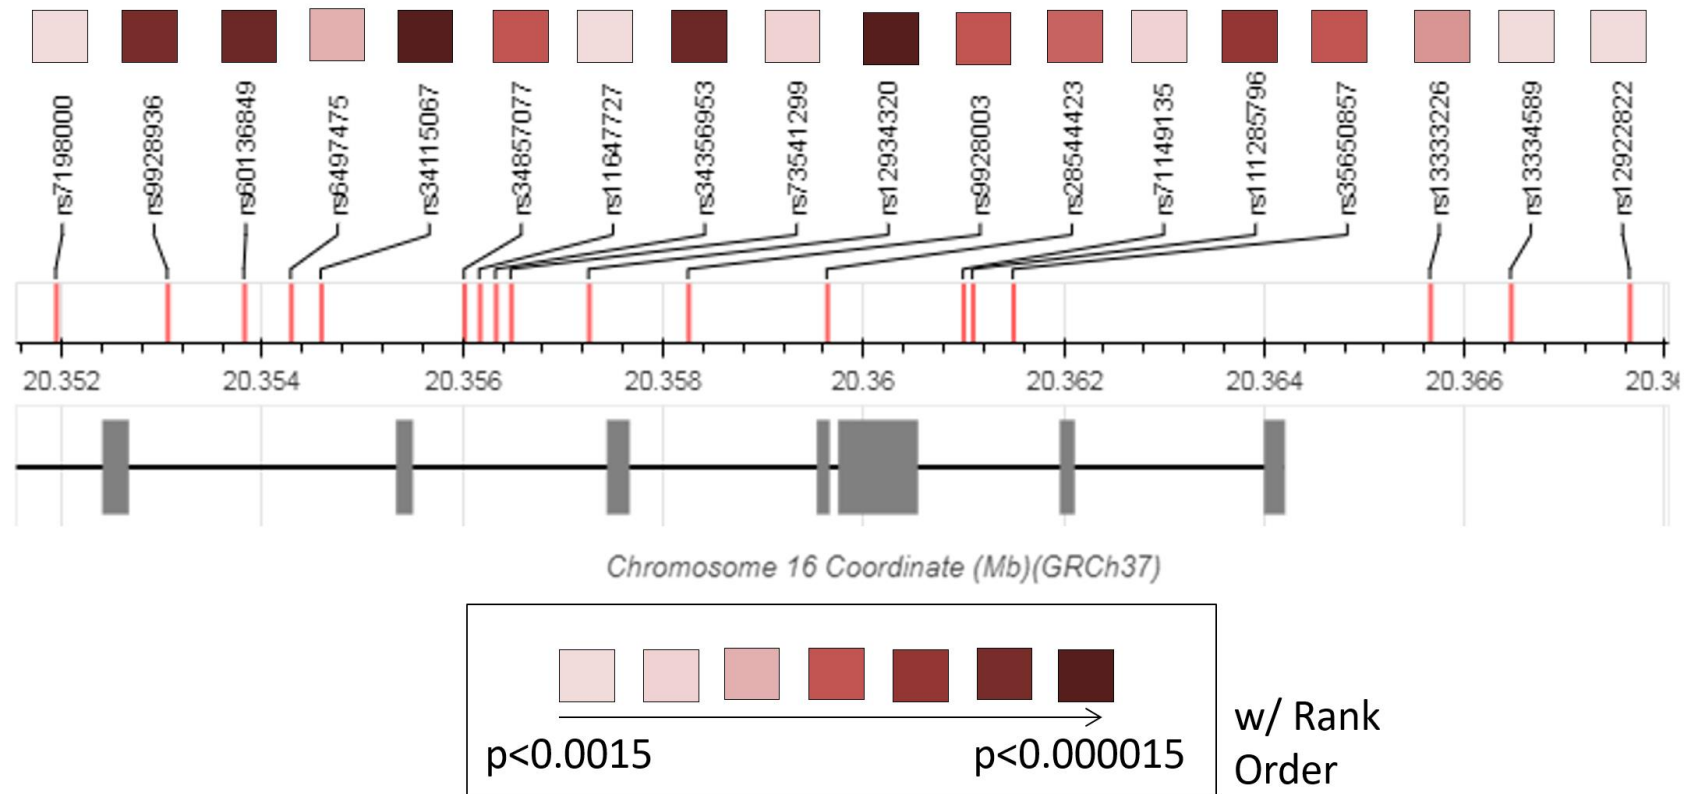 rs7198000
rs9928936
rs60136849
rs6497475
rs34115067
rs34857077
rs11647727
rs34356953
rs73541299
rs12934320
rs9928003
rs28544423
rs71149135
rs111285796
rs35650857
rs13333226
rs13334589
rs12922822
20.352 20.354 20.356 20.358 20.36 20.362 20.364 20.366
Chromosome 16 Coordinate (Mb)(GRCh37)
p<0.0015 p<0.000015
w/ Rank
Order